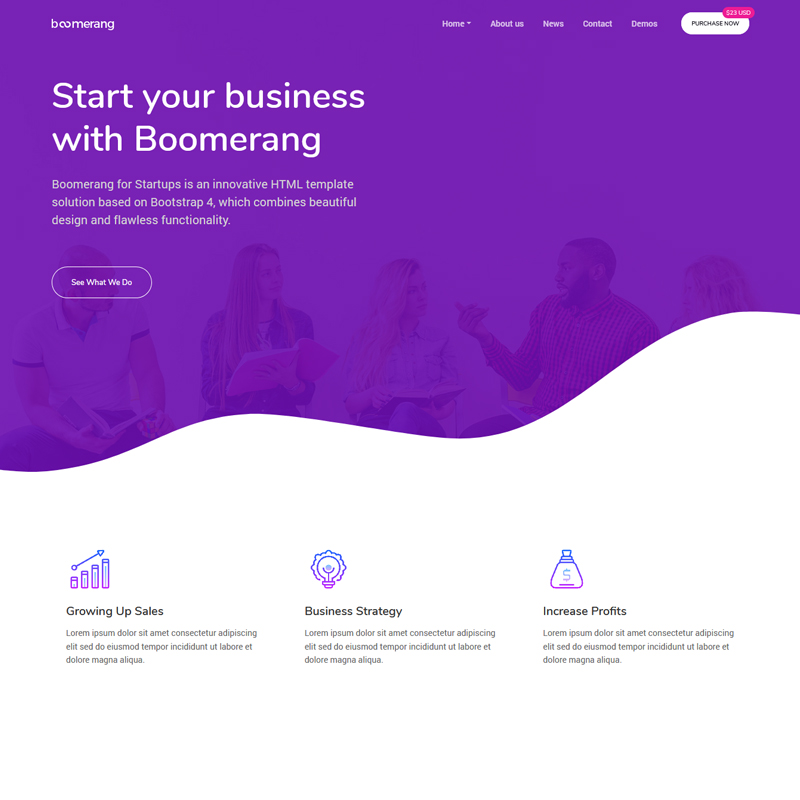 boomerang
Home
About us
News
Contact
Demos
$23 USD
PURCHASE NOW
Start your business
with Boomerang
Boomerang for Startups is an innovative HTML template
solution based on Bootstrap 4, which combines beautiful
design and flawless functionality.
See What We Do
$
Growing Up Sales
Lorem ipsum dolor sit amet consectetur adipiscing
elit sed do eiusmod tempor incididunt ut labore et
dolore magna aliqua.
Business Strategy
Lorem ipsum dolor sit amet consectetur adipiscing
elit sed do eiusmod tempor incididunt ut labore et
dolore magna aliqua.
Increase Profits
Lorem ipsum dolor sit amet consectetur adipiscing
elit sed do eiusmod tempor incididunt ut labore et
dolore magna aliqua.